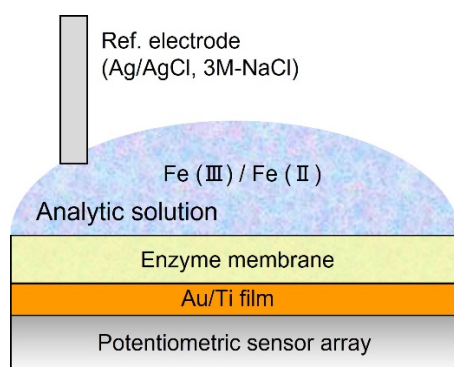 Ref. electrode
(Ag/AgCl, 3M-NaCl)
Fe (Ⅲ) / Fe (Ⅱ)
Analytic solution
Enzyme membrane
Au/Ti film
Potentiometric sensor array